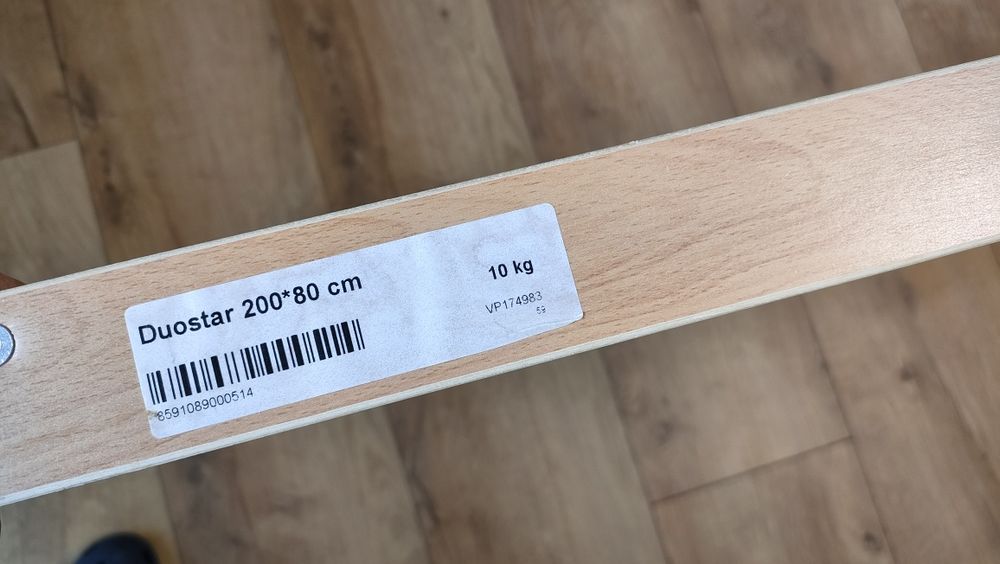 Duostar 200*80 cm
10 kg
VP174983
59
8591089000514